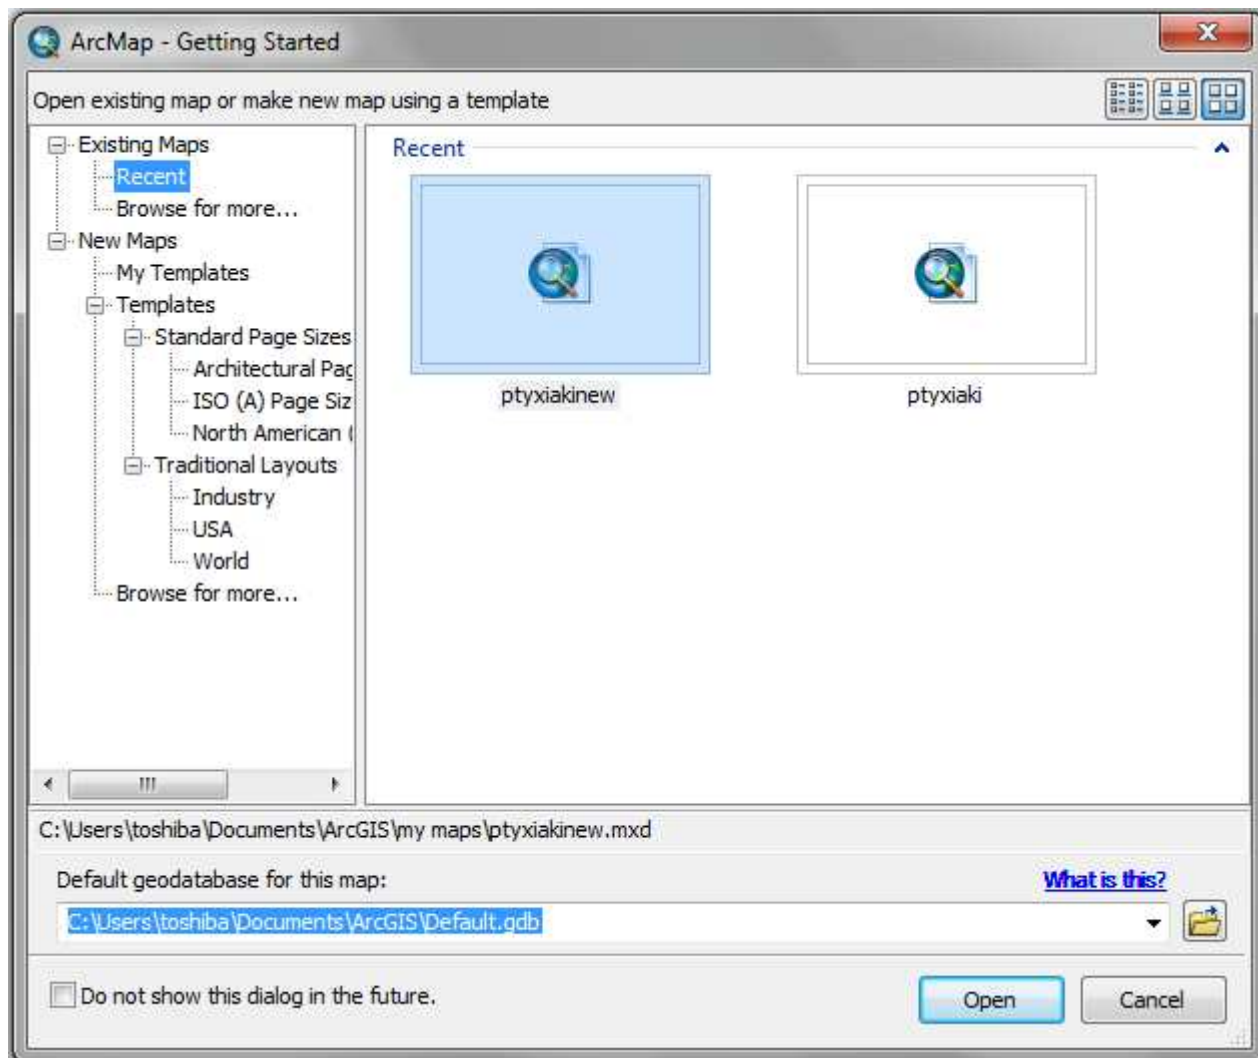 ArcMap - Getting Started
Open existing map or make new map using a template
Existing Maps
Recent
Browse for more...
New Maps
My Templates
Templates
Standard Page Sizes
Architectural Pag
ISO (A) Page Siz
North American (
Traditional Layouts
Industry
USA
World
Browse for more...
Recent
ptyxiakinew
ptyxiaki
C:\Users\toshiba\Documents\ArcGIS\my maps\ptyxiakinew.mxd
Default geodatabase for this map:
What is this?
C:\Users\toshiba\Documents\ArcGIS\Default.gdb
Do not show this dialog in the future.
Open
Cancel